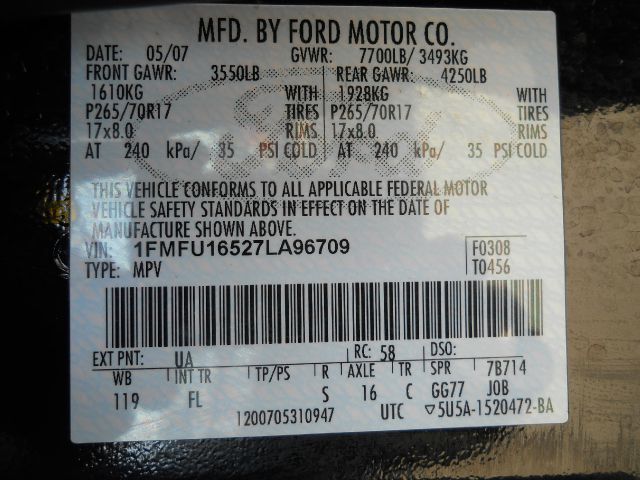 MFD. BY FORD MOTOR CO.
DATE: 05/07 GVWR: 7700LB/ 3493KG
FRONT GAWR: 3550LB REAR GAWR: 4250LB
1610KG WITH 1928KG WITH
P265/70R17 TIRES P265/70R17 TIRES
17x8.0 RIMS 17x8.0 RIMS
AT 240 kPa/ 35 PSI COLD AT 240 kPa/ 35 PSI COLD
THIS VEHICLE CONFORMS TO ALL APPLICABLE FEDERAL MOTOR
VEHICLE SAFETY STANDARDS IN EFFECT ON THE DATE OF
MANUFACTURE SHOWN ABOVE.
VIN: 1FMFU16527LA96709 F0308
TYPE: MPV T0456
EXT PNT: UA RC: 58 DSO:
WB INT TR TP/PS R AXLE TR SPR 7B714
119 FL S 16 C GG77 JOB
1200705310947 UTC ▽5U5A-1520472-BA